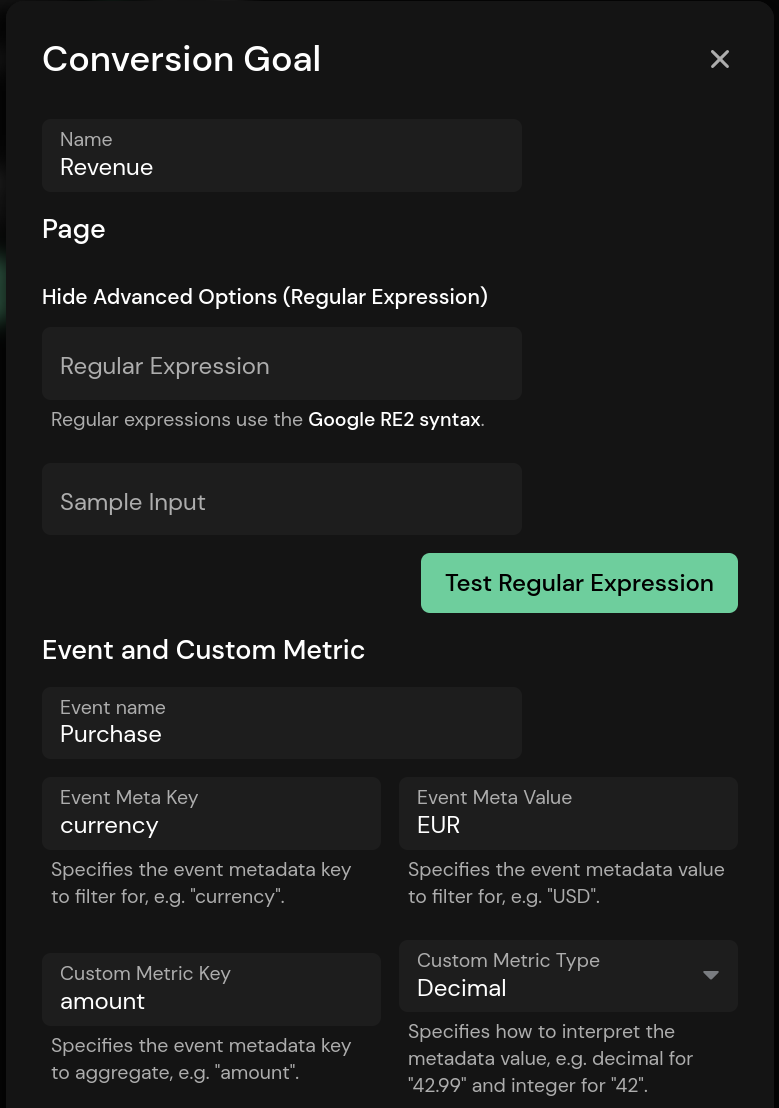 Conversion Goal
Name
Revenue
Page
Hide Advanced Options (Regular Expression)
Regular Expression
Regular expressions use the Google RE2 syntax.
Sample Input
Test Regular Expression
Event and Custom Metric
Event name
Purchase
Event Meta Key
currency
Specifies the event metadata key
to filter for, e.g. "currency".
Event Meta Value
EUR
Specifies the event metadata value
to filter for, e.g. "USD".
Custom Metric Key
amount
Specifies the event metadata key
to aggregate, e.g. "amount".
Custom Metric Type
Decimal
Specifies how to interpret the
metadata value, e.g. decimal for
"42.99" and integer for "42".